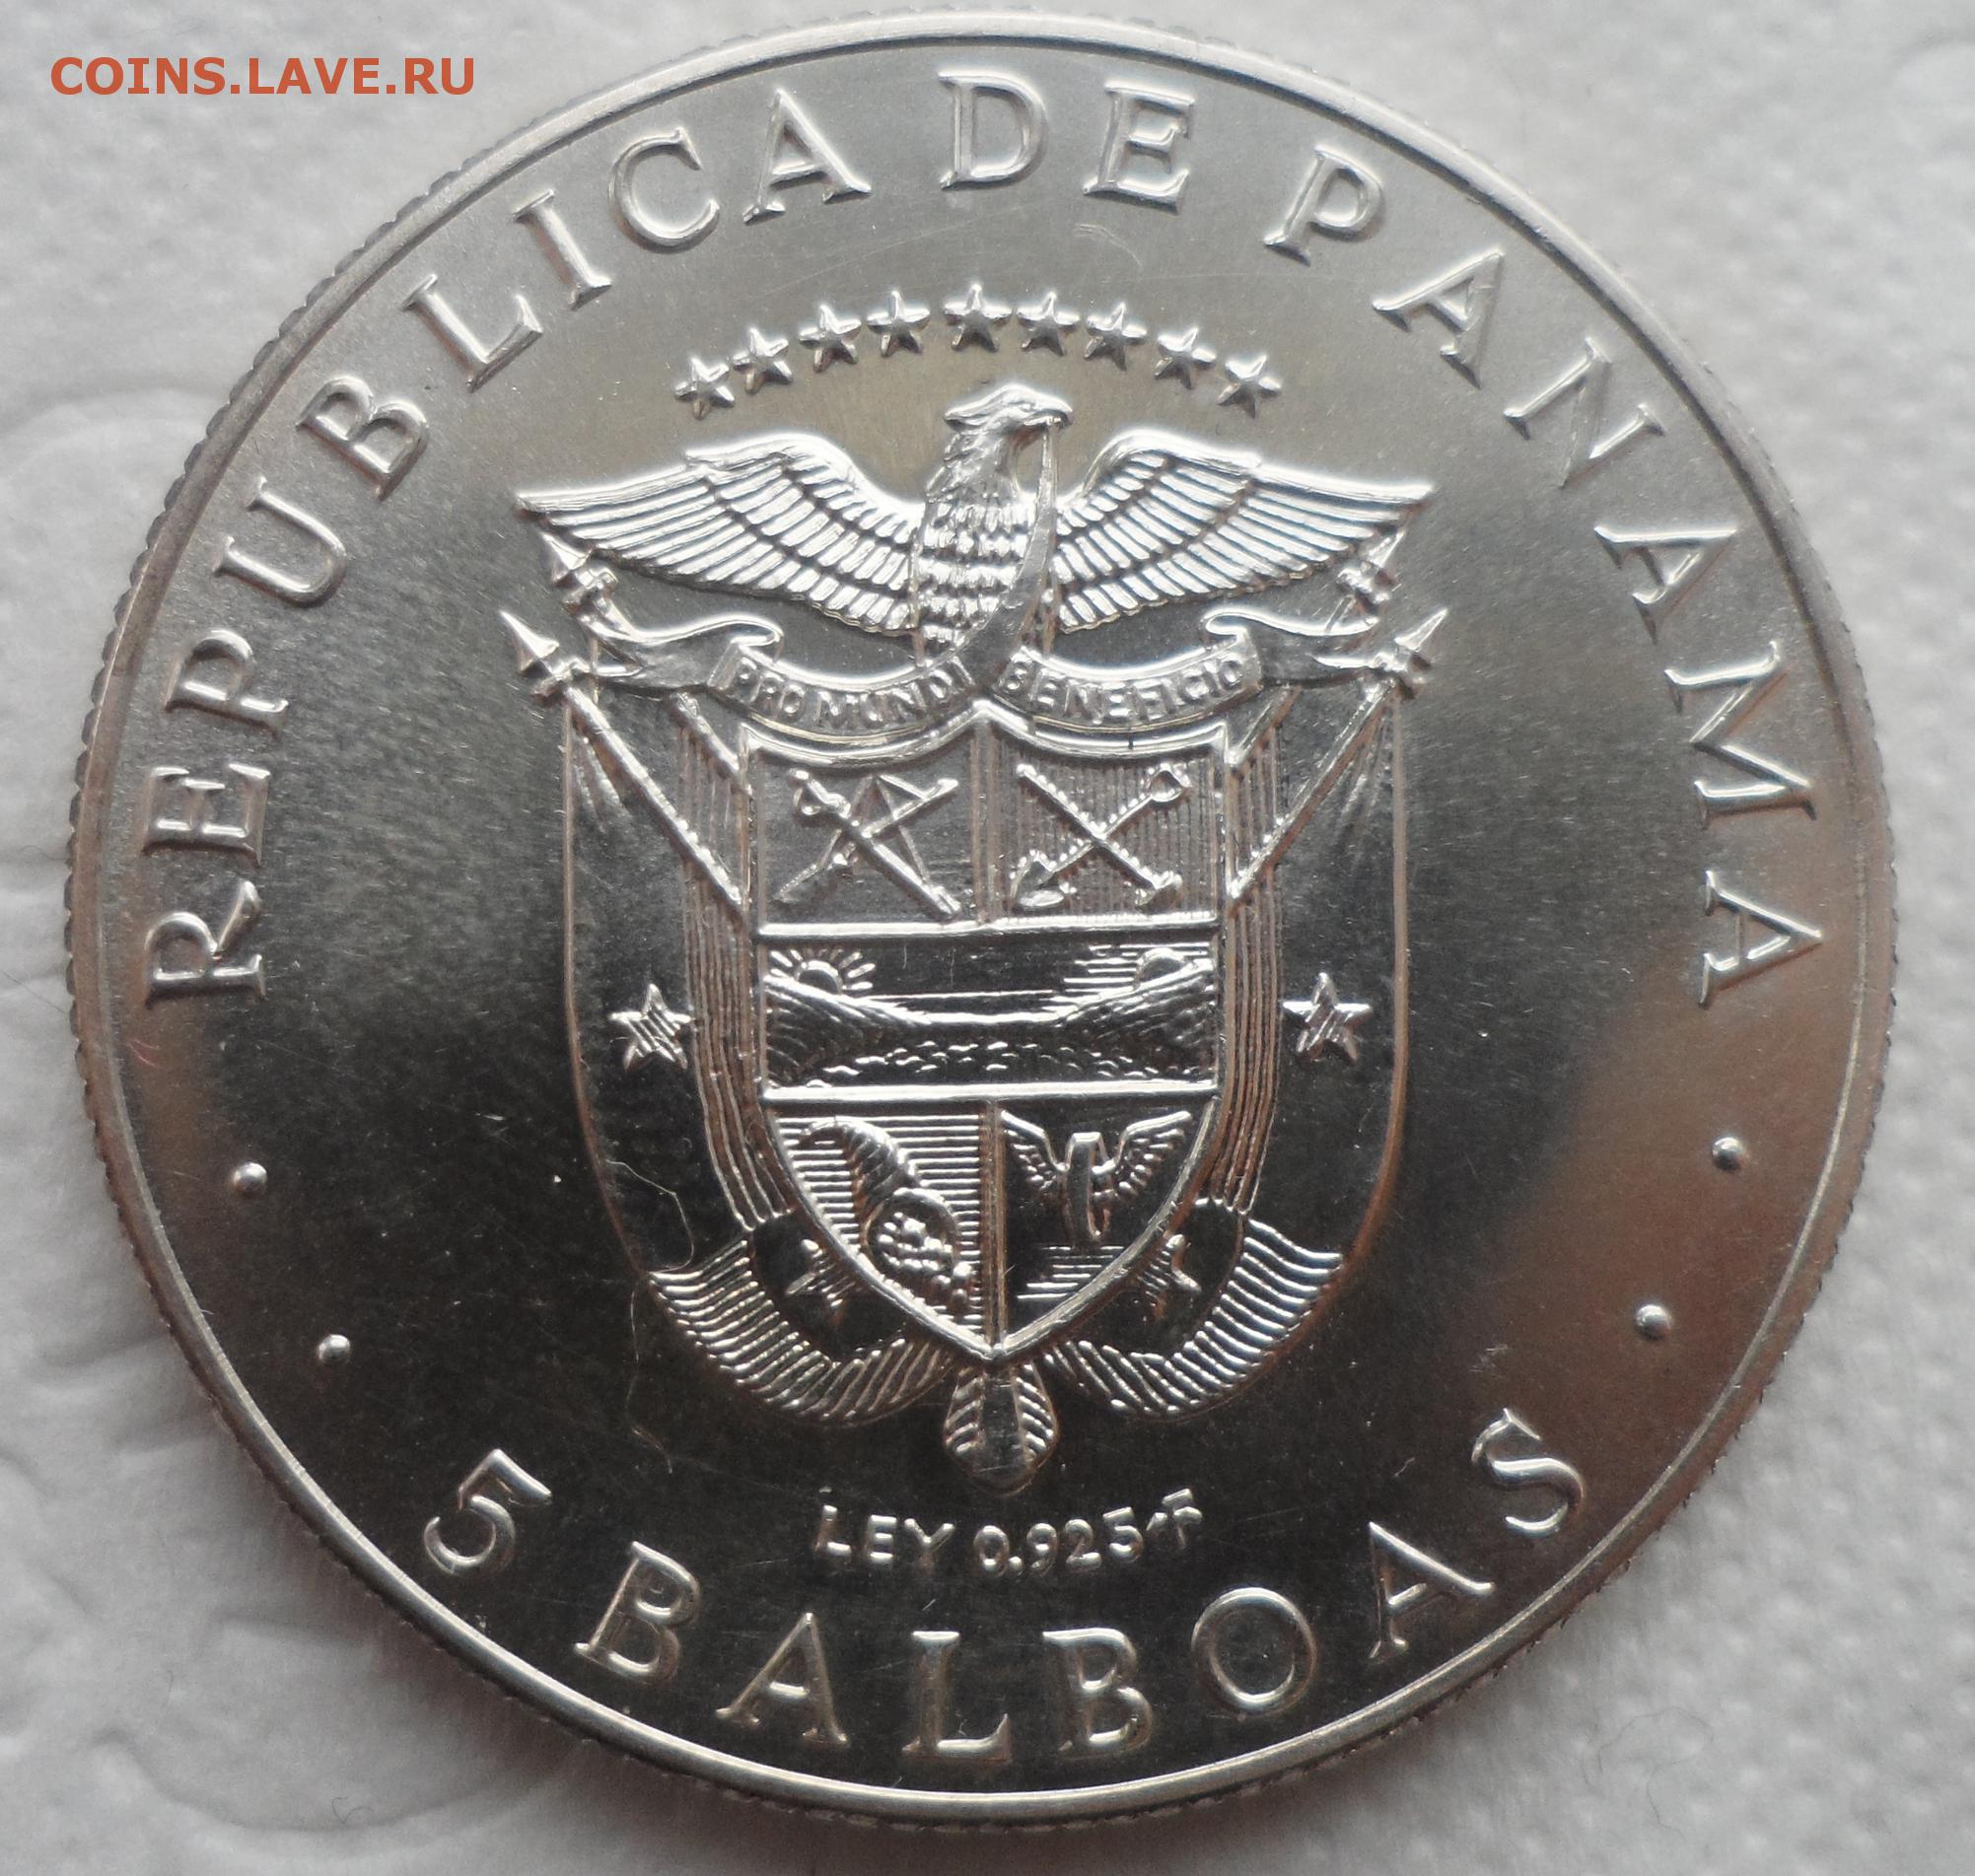 COINS.LAVE.RU
REPUBLICA DE PANAMA
PRO MUNDI BENEFICIO
LEY 0.925
5 BALBOAS